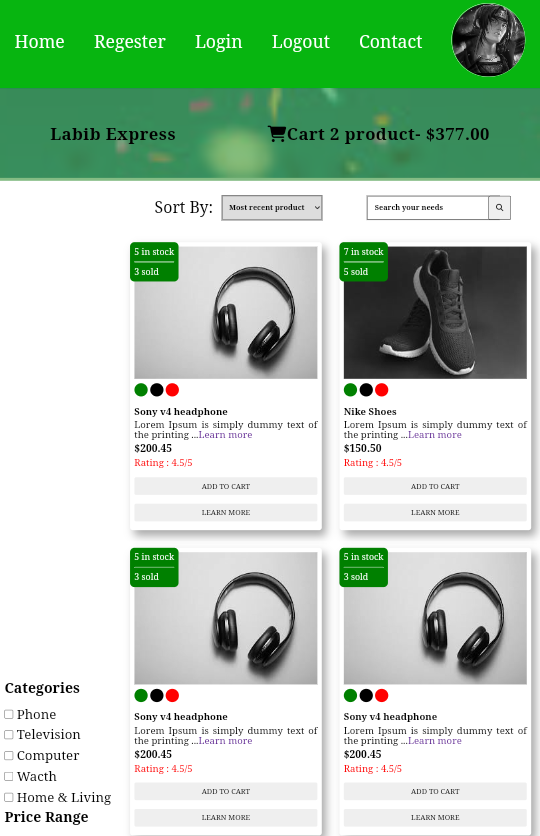 Home Regester Login Logout Contact
Labib Express
Cart 2 product- $377.00
Sort By: Most recent product
Search your needs
5 in stock
3 sold
Sony v4 headphone
Lorem Ipsum is simply dummy text of
the printing ...Learn more
$200.45
Rating : 4.5/5
ADD TO CART
LEARN MORE
7 in stock
5 sold
Nike Shoes
Lorem Ipsum is simply dummy text of
the printing ...Learn more
$150.50
Rating : 4.5/5
ADD TO CART
LEARN MORE
5 in stock
3 sold
Sony v4 headphone
Lorem Ipsum is simply dummy text of
the printing ...Learn more
$200.45
Rating : 4.5/5
ADD TO CART
LEARN MORE
5 in stock
3 sold
Sony v4 headphone
Lorem Ipsum is simply dummy text of
the printing ...Learn more
$200.45
Rating : 4.5/5
ADD TO CART
LEARN MORE
Categories
Phone
Television
Computer
Wacth
Home & Living
Price Range